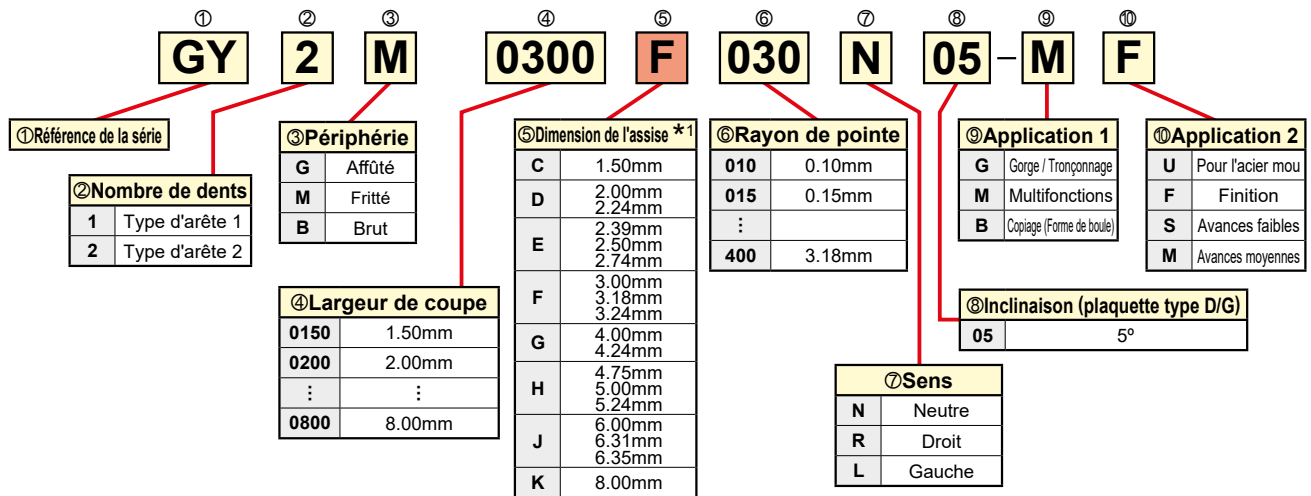 ① ② ③ ④ ⑤ ⑥ ⑦ ⑧ ⑨ ⑩
GY 2 M 0300 F 030 N 05 – M F
①Référence de la série
②Nombre de dents
1 Type d'arête 1
2 Type d'arête 2
③Périphérie
G Affûté
M Fritté
B Brut
④Largeur de coupe
0150 1.50mm
0200 2.00mm
⋮ ⋮
0800 8.00mm
⑤Dimension de l'assise *1
C 1.50mm
D 2.00mm
2.24mm
E 2.39mm
2.50mm
2.74mm
F 3.00mm
3.18mm
3.24mm
G 4.00mm
4.24mm
H 4.75mm
5.00mm
5.24mm
J 6.00mm
6.31mm
6.35mm
K 8.00mm
⑥Rayon de pointe
010 0.10mm
015 0.15mm
⋮
400 3.18mm
⑦Sens
N Neutre
R Droit
L Gauche
⑧Inclinaison (plaquette type D/G)
05 5º
⑨Application 1
G Gorge / Tronçonnage
M Multifonctions
B Copiage (Forme de boule)
⑩Application 2
U Pour l'acier mou
F Finition
S Avances faibles
M Avances moyennes